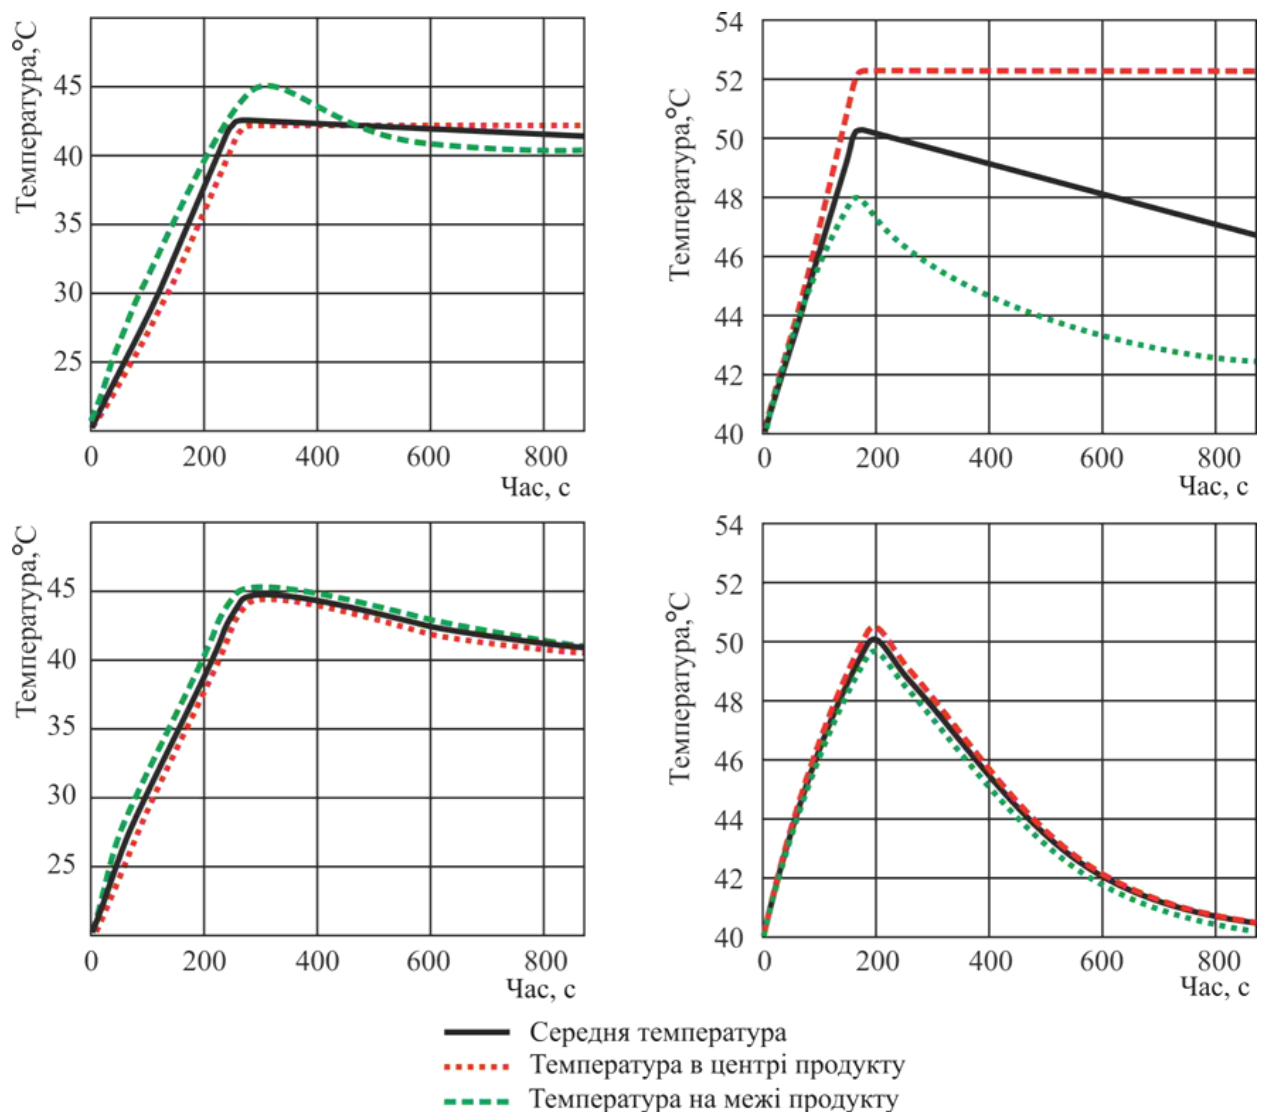 Температура,°С
45
40
35
30
25
0 200 400 600 800
Час, с
Температура,°С
54
52
50
48
46
44
42
40
0 200 400 600 800
Час, с
Температура,°С
45
40
35
30
25
0 200 400 600 800
Час, с
Температура,°С
54
52
50
48
46
44
42
40
0 200 400 600 800
Час, с
Середня температура
Температура в центрі продукту
Температура на межі продукту